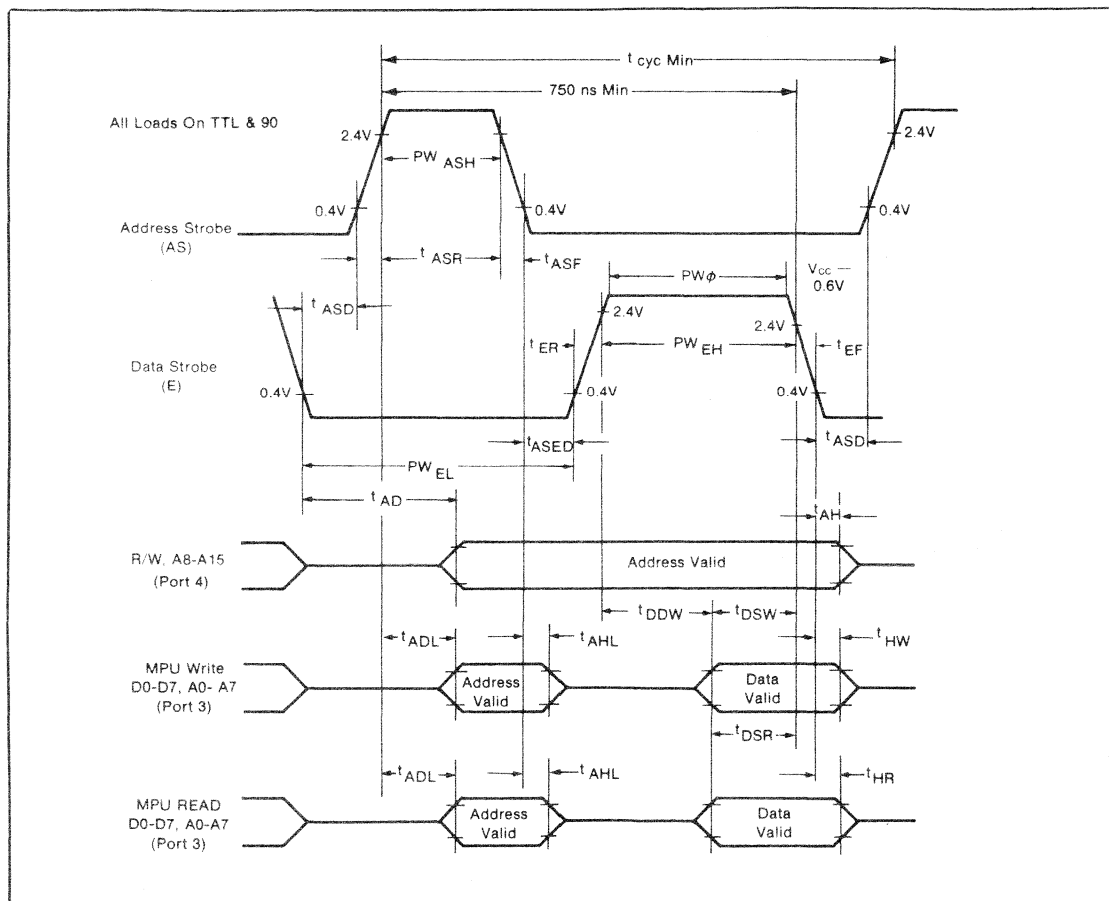 t cyc Min
750 ns Min
All Loads On TTL & 90
2.4V
PW ASH
2.4V
0.4V
0.4V
0.4V
Address Strobe
(AS)
t ASR
t ASF
PWϕ
VCC —
0.6V
t ASD
2.4V
2.4V
t ER
PW EH
t EF
Data Strobe
(E)
0.4V
0.4V
0.4V
t ASED
t ASD
PW EL
t AD
t AH
R/W, A8-A15
(Port 4)
Address Valid
t DDW
t DSW
t ADL
t AHL
t HW
MPU Write
D0-D7, A0- A7
(Port 3)
Address
Valid
Data
Valid
t DSR
t ADL
t AHL
t HR
MPU READ
D0-D7, A0-A7
(Port 3)
Address
Valid
Data
Valid